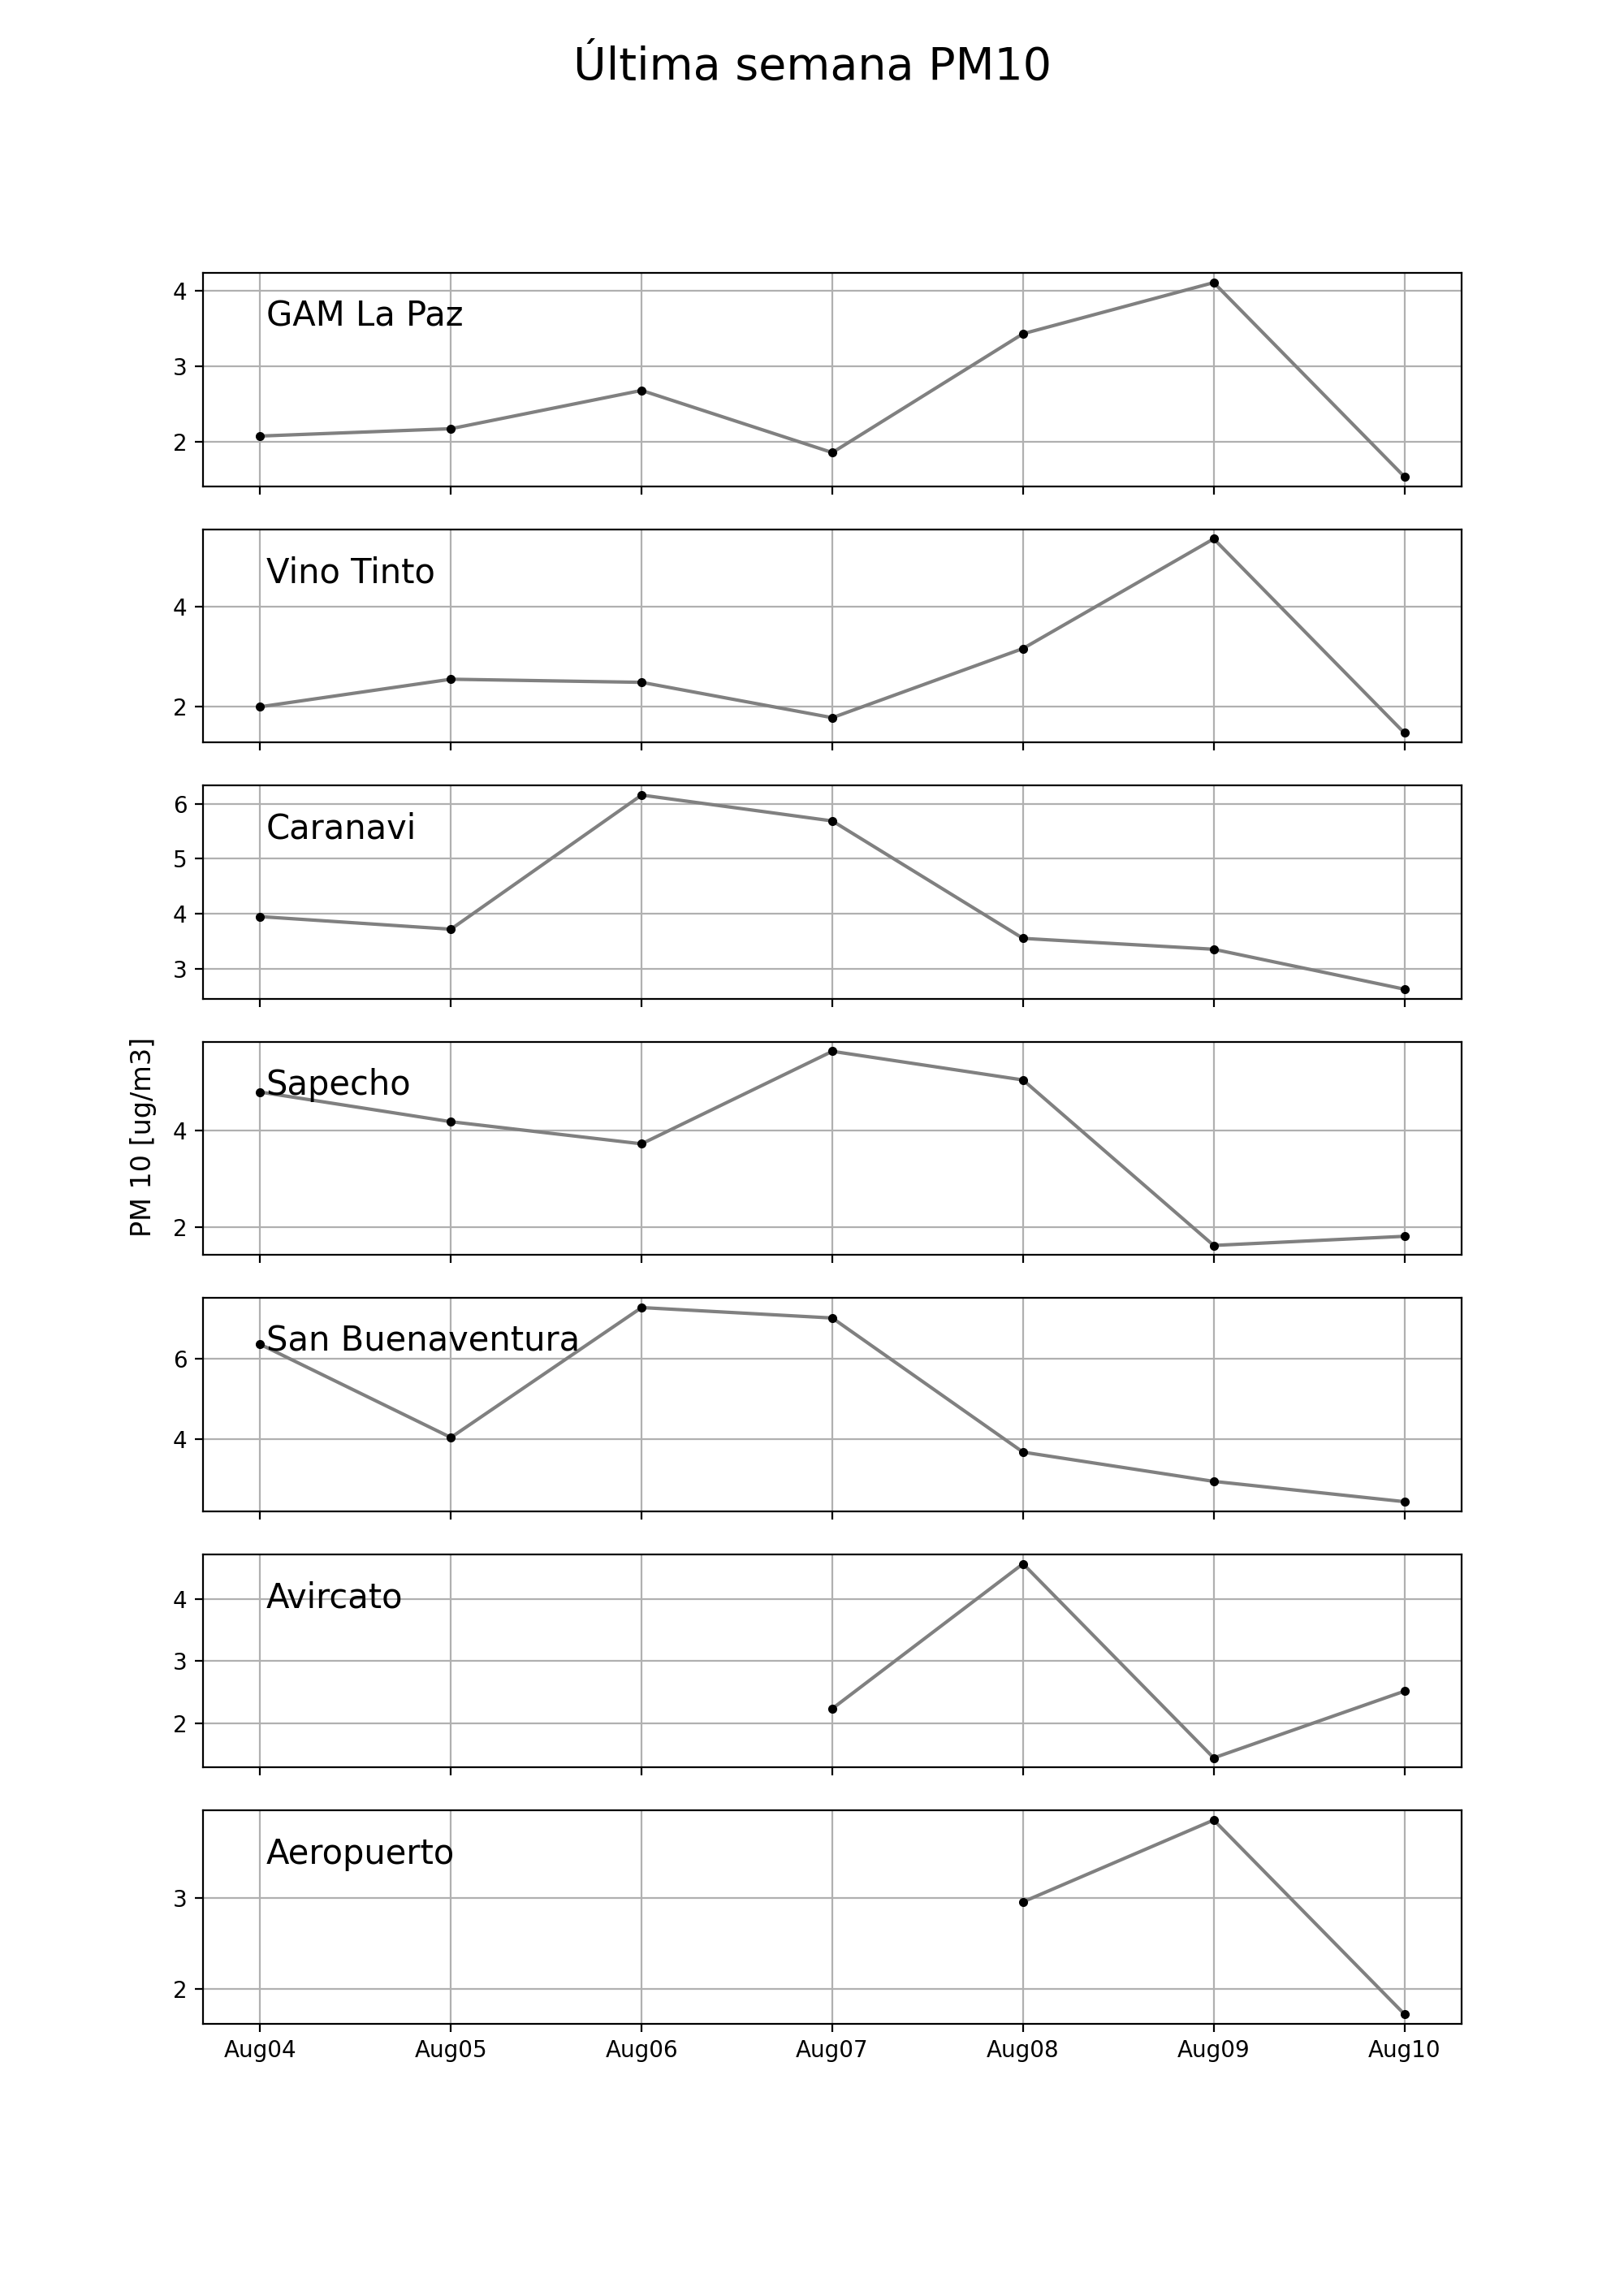 Última semana PM10
GAM La Paz
4
3
2
Vino Tinto
4
2
Caranavi
6
5
4
3
PM 10 [ug/m3]
Sapecho
4
2
San Buenaventura
6
4
Avircato
4
3
2
Aeropuerto
3
2
Aug04 Aug05 Aug06 Aug07 Aug08 Aug09 Aug10